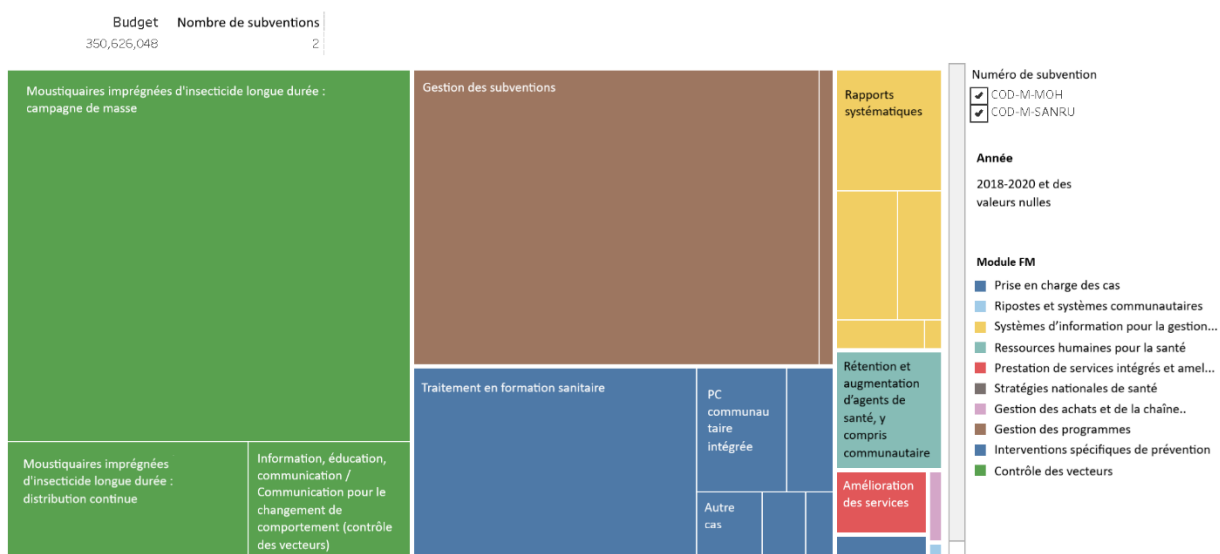 Budget Nombre de subventions
350,626,048 2
Moustiquaires imprégnées d'insecticide longue durée :
campagne de masse
Moustiquaires imprégnées
d'insecticide longue durée :
distribution continue
Information, éducation,
communication /
Communication pour le
changement de
comportement (contrôle
des vecteurs)
Gestion des subventions
Traitement en formation sanitaire
PC
communau
taire
intégrée
Autre
cas
Rapports
systématiques
Rétention et
augmentation
d'agents de
santé, y
compris
communautaire
Amélioration
des services
Numéro de subvention
COD-M-MOH
COD-M-SANRU
Année
2018-2020 et des
valeurs nulles
Module FM
Prise en charge des cas
Ripostes et systèmes communautaires
Systèmes d'information pour la gestion...
Ressources humaines pour la santé
Prestation de services intégrés et amel...
Stratégies nationales de santé
Gestion des achats et de la chaîne..
Gestion des programmes
Interventions spécifiques de prévention
Contrôle des vecteurs